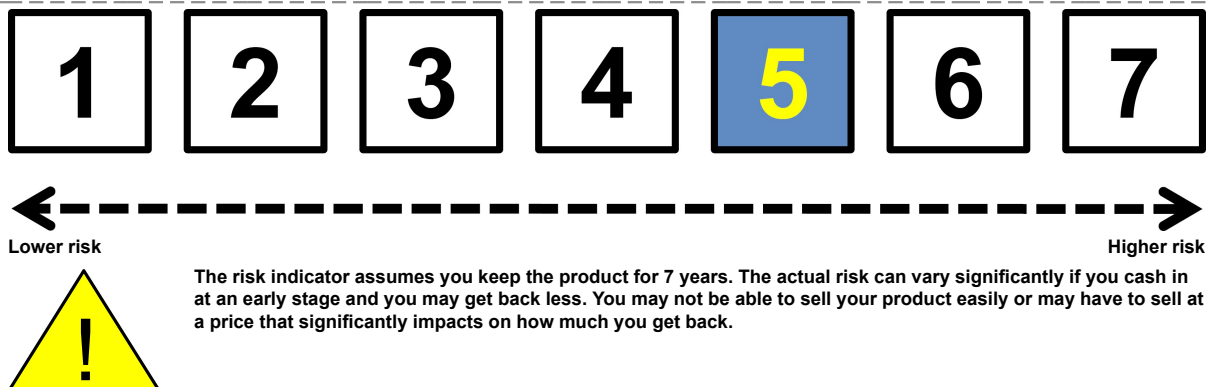 1 2 3 4 5 6 7
Lower risk Higher risk
The risk indicator assumes you keep the product for 7 years. The actual risk can vary significantly if you cash in
at an early stage and you may get back less. You may not be able to sell your product easily or may have to sell at
a price that significantly impacts on how much you get back.
!